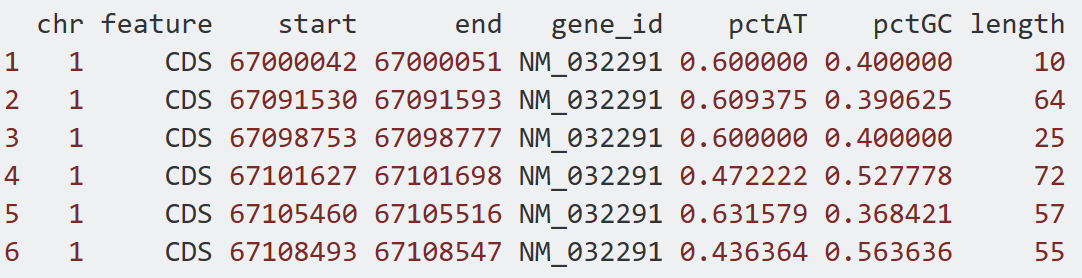 chr feature start end gene_id pctAT pctGC length
1 1 CDS 67000042 67000051 NM_032291 0.600000 0.400000 10
2 1 CDS 67091530 67091593 NM_032291 0.609375 0.390625 64
3 1 CDS 67098753 67098777 NM_032291 0.600000 0.400000 25
4 1 CDS 67101627 67101698 NM_032291 0.472222 0.527778 72
5 1 CDS 67105460 67105516 NM_032291 0.631579 0.368421 57
6 1 CDS 67108493 67108547 NM_032291 0.436364 0.563636 55